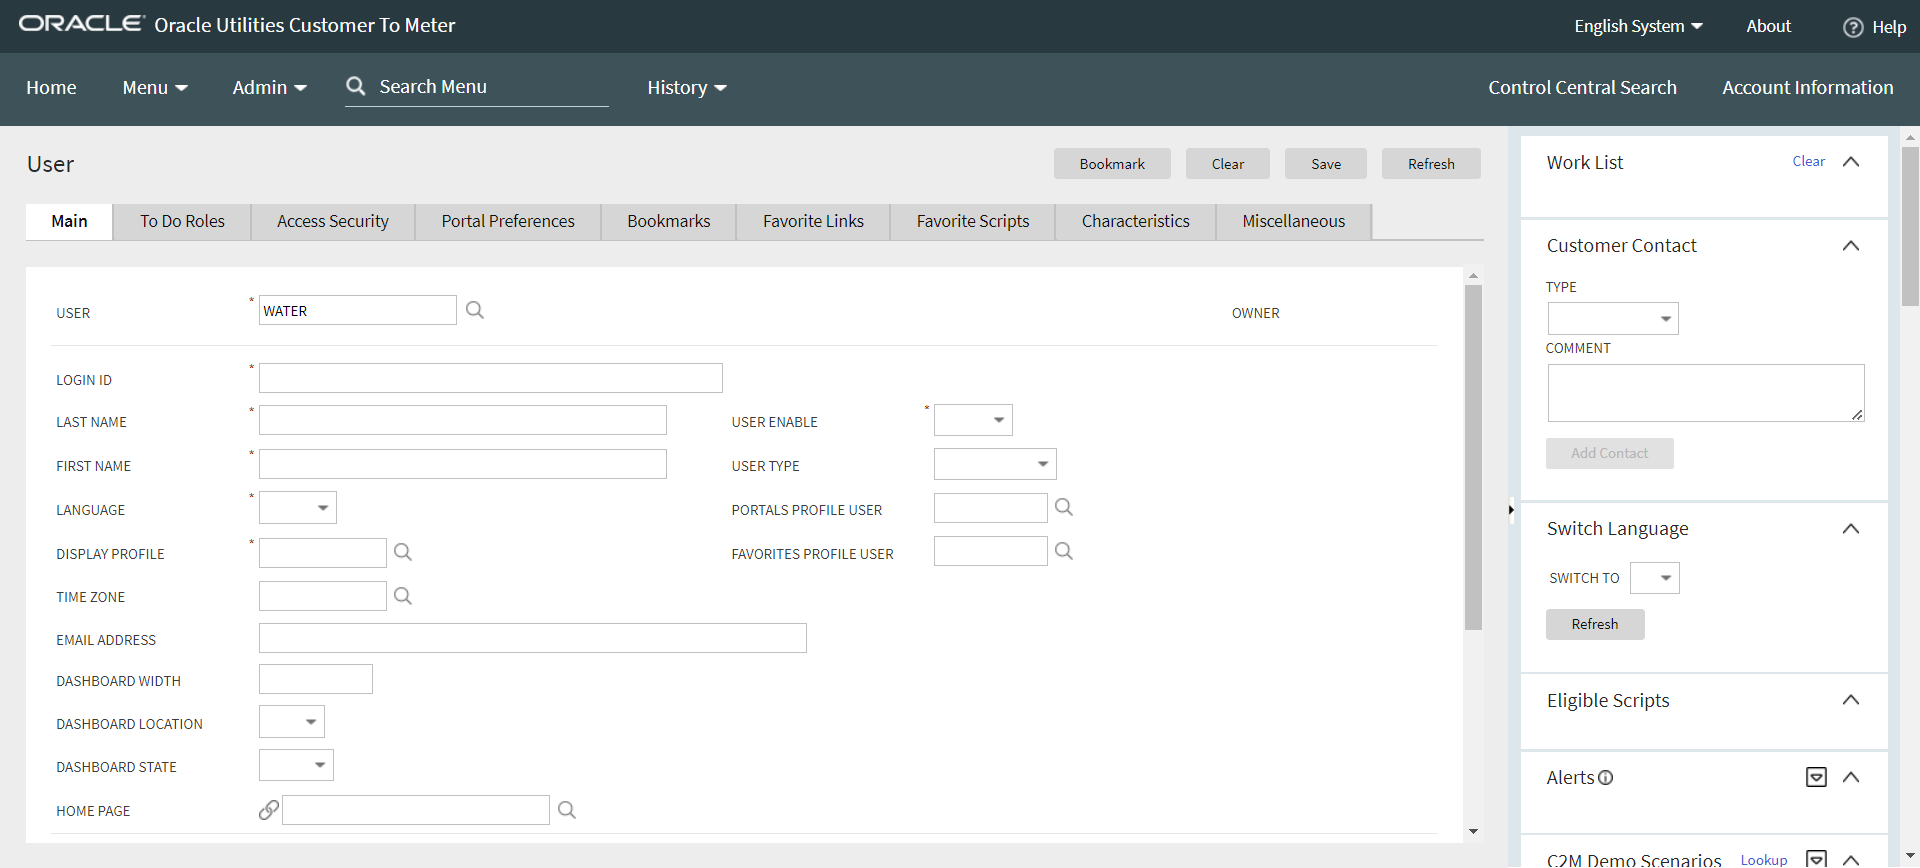 ORACLE Oracle Utilities Customer To Meter English System About Help
Home Menu Admin Search Menu History Control Central Search Account Information
User Bookmark Clear Save Refresh
Main To Do Roles Access Security Portal Preferences Bookmarks Favorite Links Favorite Scripts Characteristics Miscellaneous
USER * WATER OWNER
LOGIN ID *
LAST NAME * USER ENABLE *
FIRST NAME * USER TYPE
LANGUAGE * PORTALS PROFILE USER
DISPLAY PROFILE * FAVORITES PROFILE USER
TIME ZONE
EMAIL ADDRESS
DASHBOARD WIDTH
DASHBOARD LOCATION
DASHBOARD STATE
HOME PAGE
Work List Clear
Customer Contact
TYPE
COMMENT
Add Contact
Switch Language
SWITCH TO
Refresh
Eligible Scripts
Alerts
C2M Demo Scenarios Lookup